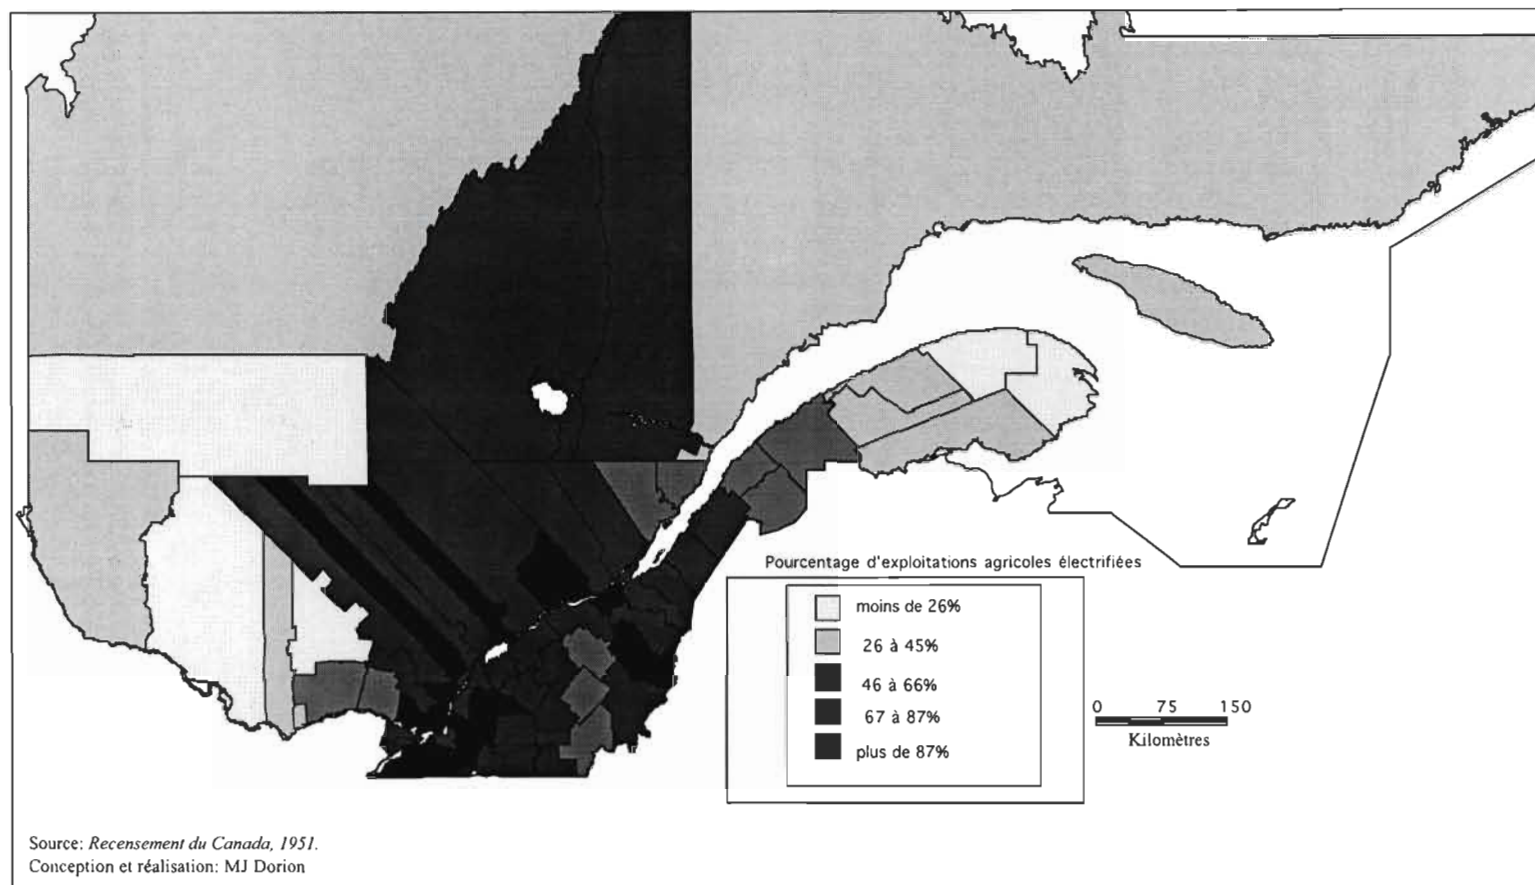 Pourcentage d'exploitations agricoles électrifiées
moins de 26%
26 à 45%
46 à 66%
67 à 87%
plus de 87%
0 75 150
Kilomètres
Source: Recensement du Canada, 1951.
Conception et réalisation: MJ Dorion